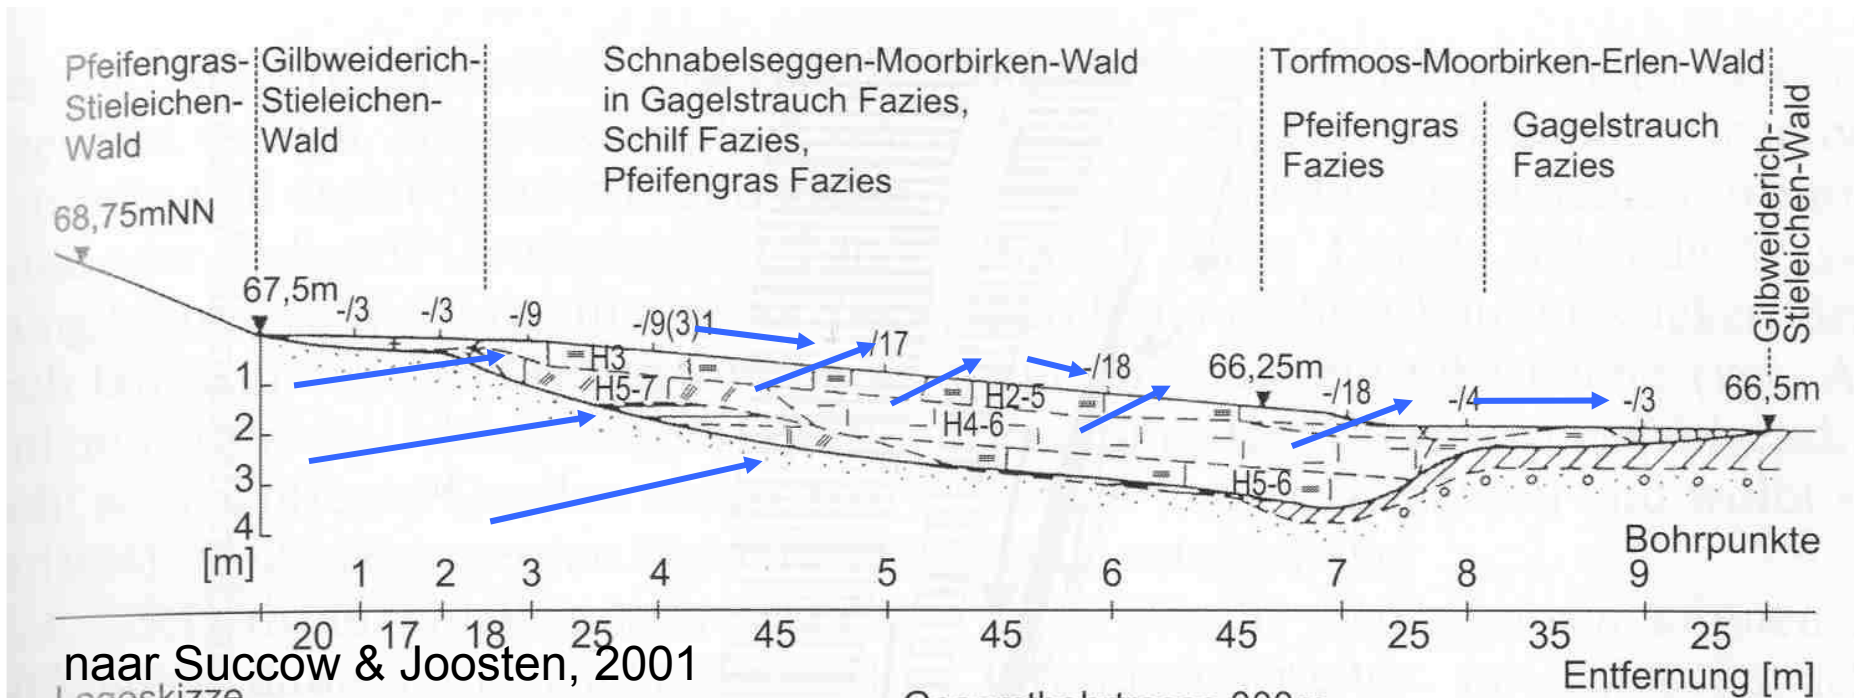 Pfeifengras-
Stieleichen-
Wald
Gilbweiderich-
Stieleichen-
Wald
Schnabelseggen-Moorbirken-Wald
in Gagelstrauch Fazies,
Schilf Fazies,
Pfeifengras Fazies
Torfmoos-Moorbirken-Erlen-Wald
Pfeifengras
Fazies
Gagelstrauch
Fazies
Gilbweiderich-
Stieleichen-Wald
68,75mNN
67,5m
-/3
-/3
-/9
-/9(3)1
/17
-/18
66,25m
-/18
-/4
-/3
66,5m
H3
H5-7
H2-5
H4-6
H5-6
1
2
3
4
[m]
Bohrpunkte
1 2 3 4 5 6 7 8 9
20 17 18 25 45 45 45 25 35 25
Entfernung [m]
naar Succow & Joosten, 2001
Lageskizze